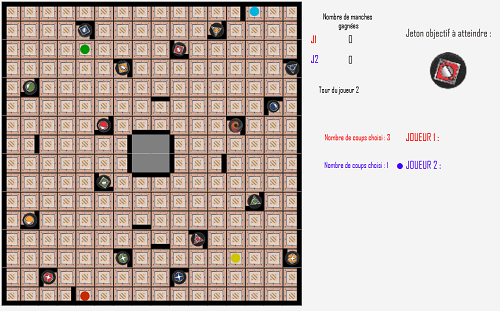 Nombre de manches
gagnées
J1 0
J2 0
Jeton objectif à atteindre :
Tour du joueur 2
Nombre de coups choisi : 3 JOUEUR 1 :
Nombre de coups choisi : 1 JOUEUR 2 :